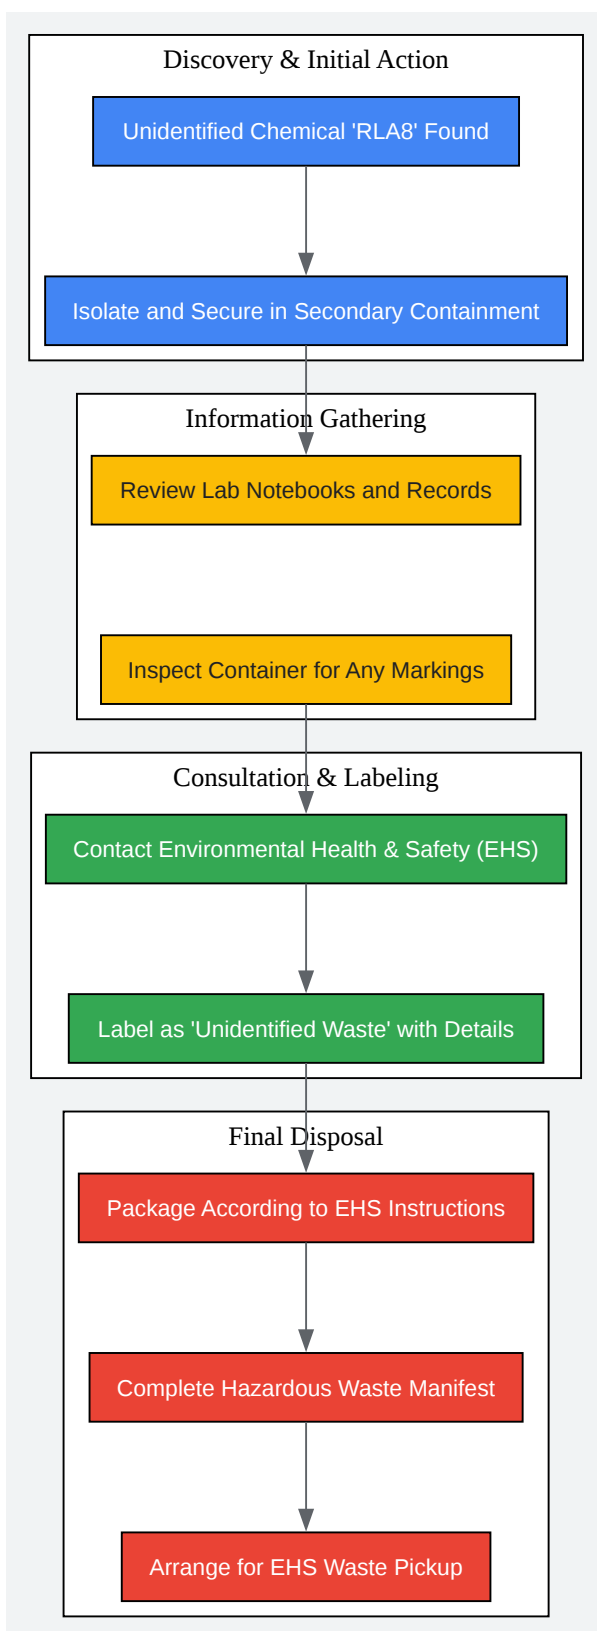 Discovery & Initial Action
Unidentified Chemical 'RLA8' Found
Isolate and Secure in Secondary Containment
Information Gathering
Review Lab Notebooks and Records
Inspect Container for Any Markings
Consultation & Labeling
Contact Environmental Health & Safety (EHS)
Label as 'Unidentified Waste' with Details
Final Disposal
Package According to EHS Instructions
Complete Hazardous Waste Manifest
Arrange for EHS Waste Pickup